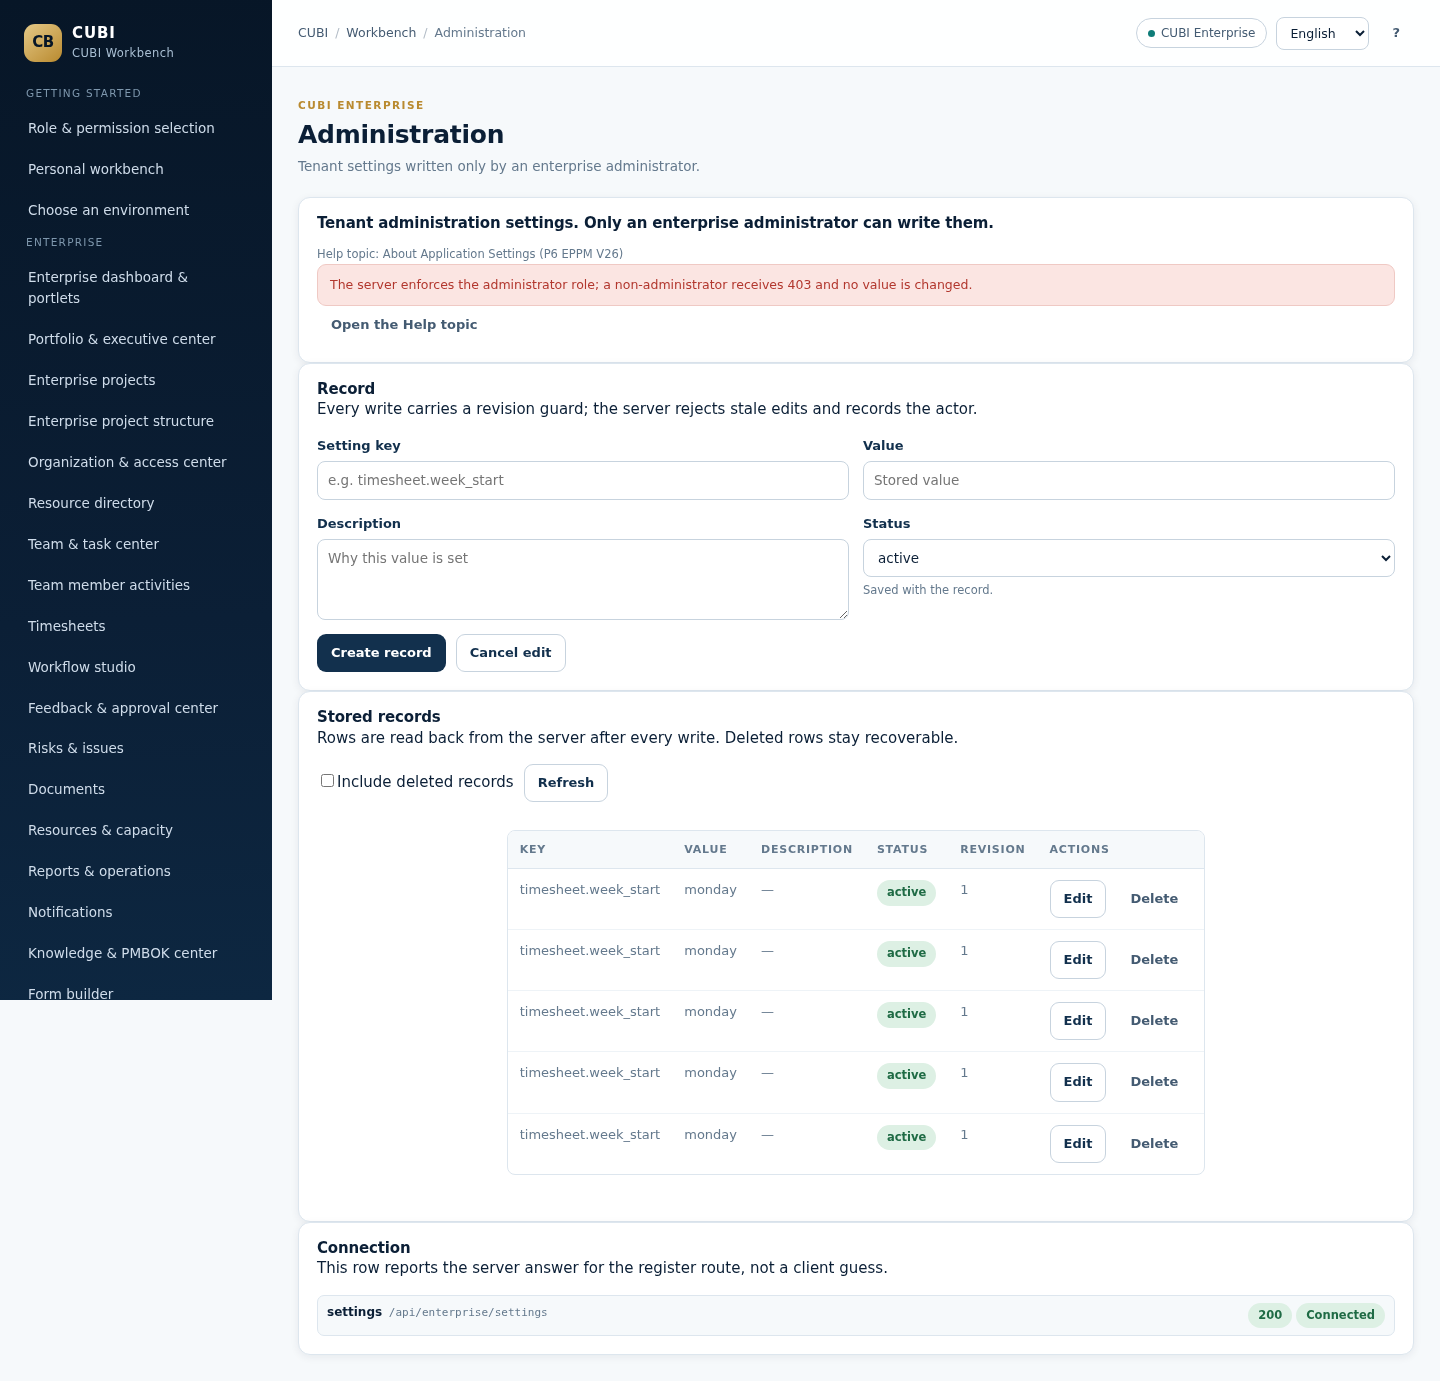 CB
CUBI
CUBI Workbench
GETTING STARTED
Role & permission selection
Personal workbench
Choose an environment
ENTERPRISE
Enterprise dashboard &
portlets
Portfolio & executive center
Enterprise projects
Enterprise project structure
Organization & access center
Resource directory
Team & task center
Team member activities
Timesheets
Workflow studio
Feedback & approval center
Risks & issues
Documents
Resources & capacity
Reports & operations
Notifications
Knowledge & PMBOK center
Form builder
CUBI / Workbench / Administration
CUBI Enterprise English ?
CUBI ENTERPRISE
Administration
Tenant settings written only by an enterprise administrator.
Tenant administration settings. Only an enterprise administrator can write them.
Help topic: About Application Settings (P6 EPPM V26)
The server enforces the administrator role; a non-administrator receives 403 and no value is changed.
Open the Help topic
Record
Every write carries a revision guard; the server rejects stale edits and records the actor.
Setting key Value
e.g. timesheet.week_start Stored value
Description Status
Why this value is set active
Saved with the record.
Create record Cancel edit
Stored records
Rows are read back from the server after every write. Deleted rows stay recoverable.
Include deleted records Refresh
KEY VALUE DESCRIPTION STATUS REVISION ACTIONS
timesheet.week_start monday — active 1 Edit Delete
timesheet.week_start monday — active 1 Edit Delete
timesheet.week_start monday — active 1 Edit Delete
timesheet.week_start monday — active 1 Edit Delete
timesheet.week_start monday — active 1 Edit Delete
Connection
This row reports the server answer for the register route, not a client guess.
settings /api/enterprise/settings 200 Connected